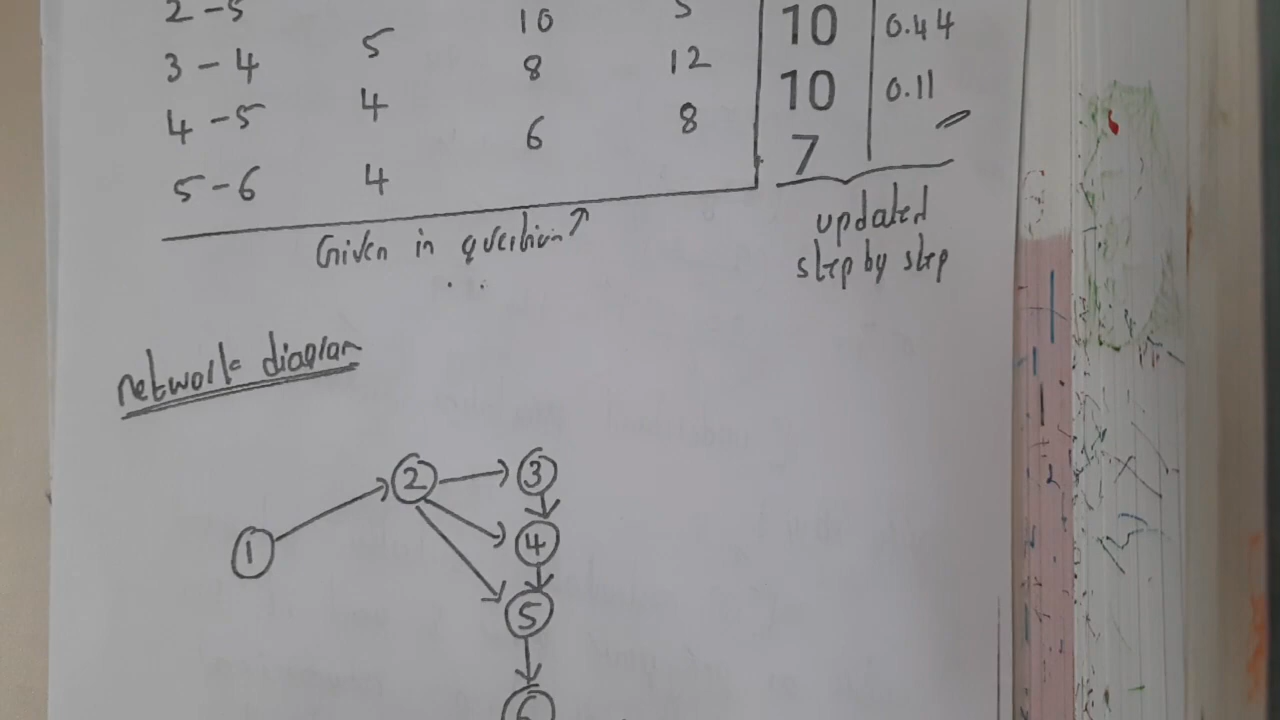 2-5 10 5 10 0.44
3-4 5 8 12 10 0.11
4-5 4 6 8 7
5-6 4
Given in question
updated
step by step
network diagram
1 2 3
4
5
6